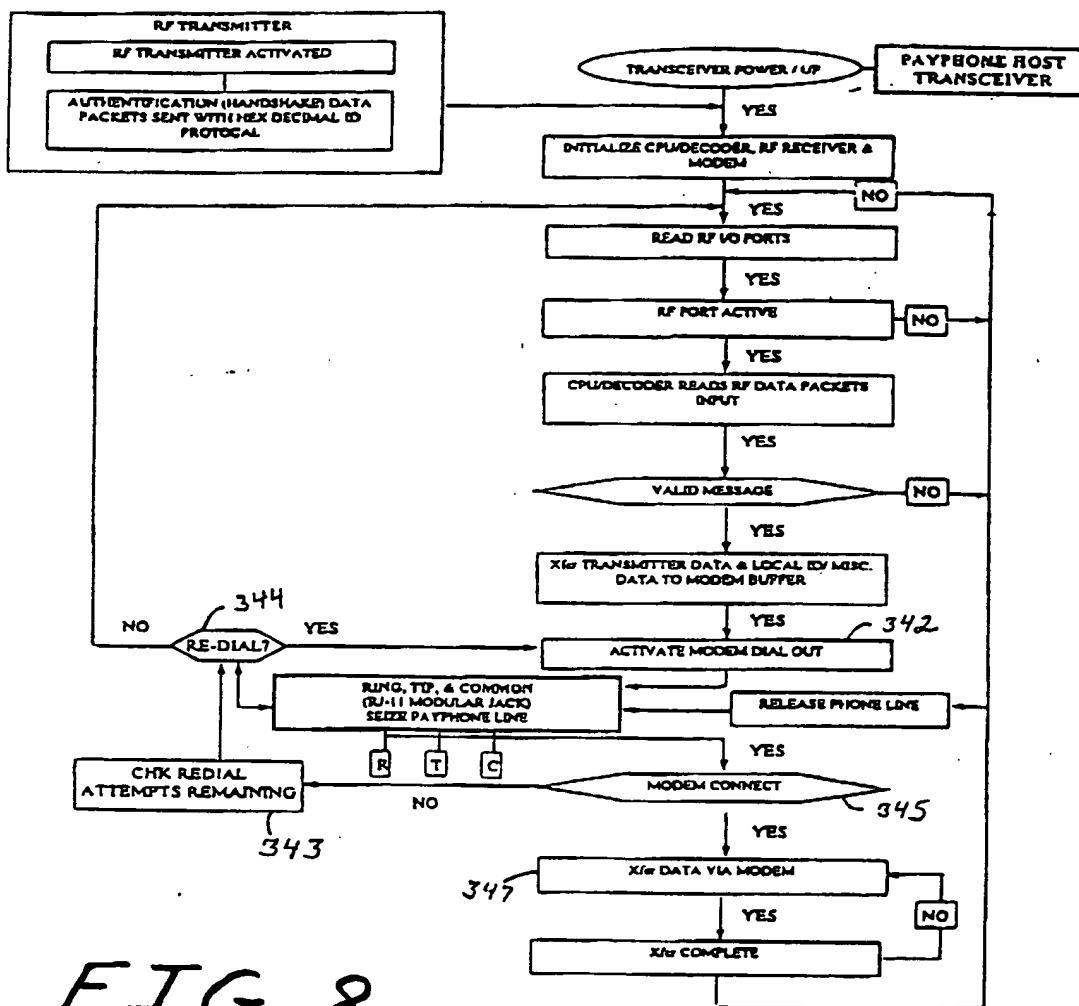 RF TRANSMITTER
RF TRANSMITTER ACTIVATED
AUTHENTIFICATION (HANDSHAKE) DATA
PACKETS SENT WITH HEX DECIMAL ID
PROTOCAL
TRANSCEIVER POWER / UP
PAYPHONE HOST
TRANSCEIVER
YES
INITIALIZE CPU/DECODER, RF RECEIVER &
MODEM
NO
YES
READ RF I/O PORTS
YES
RF PORT ACTIVE
NO
YES
CPU/DECODER READS RF DATA PACKETS
INPUT
YES
VALID MESSAGE
NO
YES
Xfer TRANSMITTER DATA & LOCAL ID/ MISC.
DATA TO MODEM BUFFER
344
NO
RE-DIAL?
YES
YES
342
ACTIVATE MODEM DIAL OUT
RING, TIP, & COMMON
(RJ-11 MODULAR JACK)
SEIZE PAYPHONE LINE
RELEASE PHONE LINE
R
T
C
YES
CHK REDIAL
ATTEMPTS REMAINING
NO
MODEM CONNECT
345
343
YES
347
Xfer DATA VIA MODEM
YES
NO
Xfer COMPLETE
FIG 8